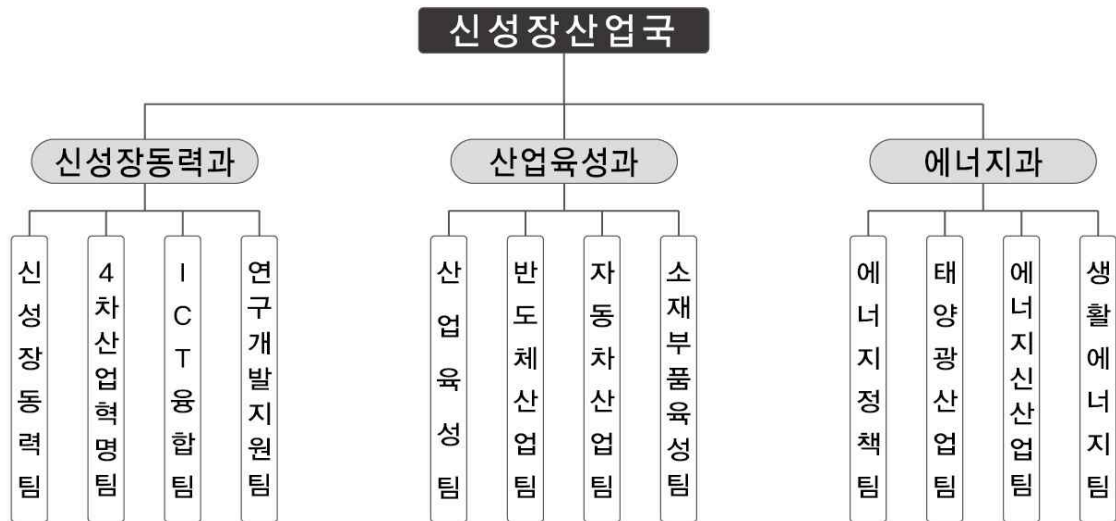 신성장산업국
신성장동력과
산업육성과
에너지과
신성장동력팀
4차산업혁명팀
ICT융합팀
연구개발지원팀
산업육성팀
반도체산업팀
자동차산업팀
소재부품육성팀
에너지정책팀
태양광산업팀
에너지신산업팀
생활에너지팀